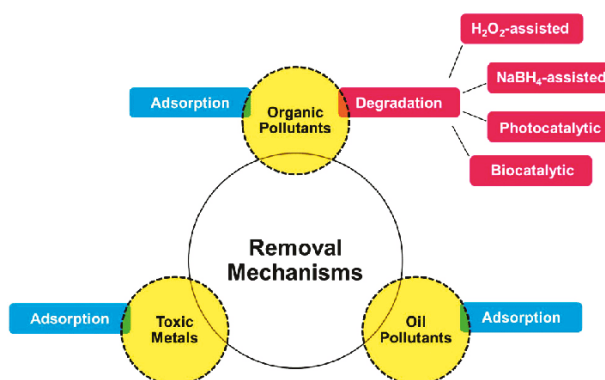 H₂O₂-assisted
NaBH₄-assisted
Adsorption
Organic
Pollutants
Degradation
Photocatalytic
Biocatalytic
Removal
Mechanisms
Adsorption
Toxic
Metals
Oil
Pollutants
Adsorption